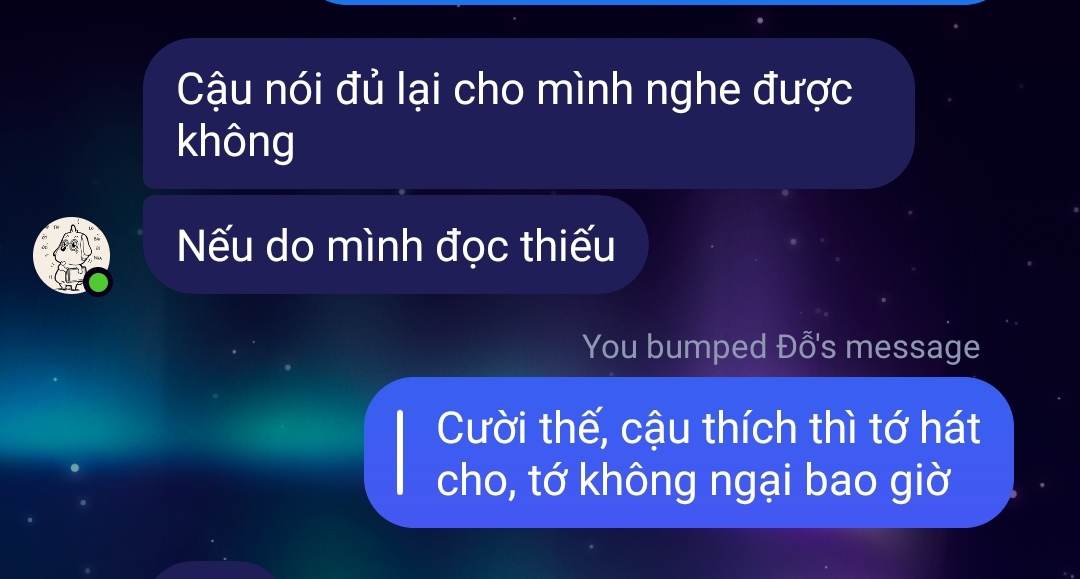 Cậu nói đủ lại cho mình nghe được
không
Nếu do mình đọc thiếu
You bumped Đỗ's message
Cười thế, cậu thích thì tớ hát
cho, tớ không ngại bao giờ